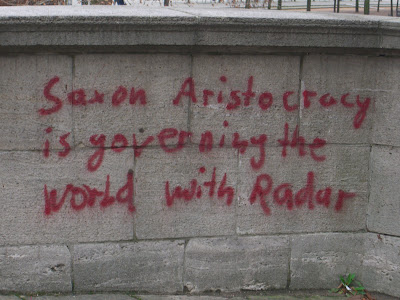 Saxon Aristocracy
is governing the
world with Radar